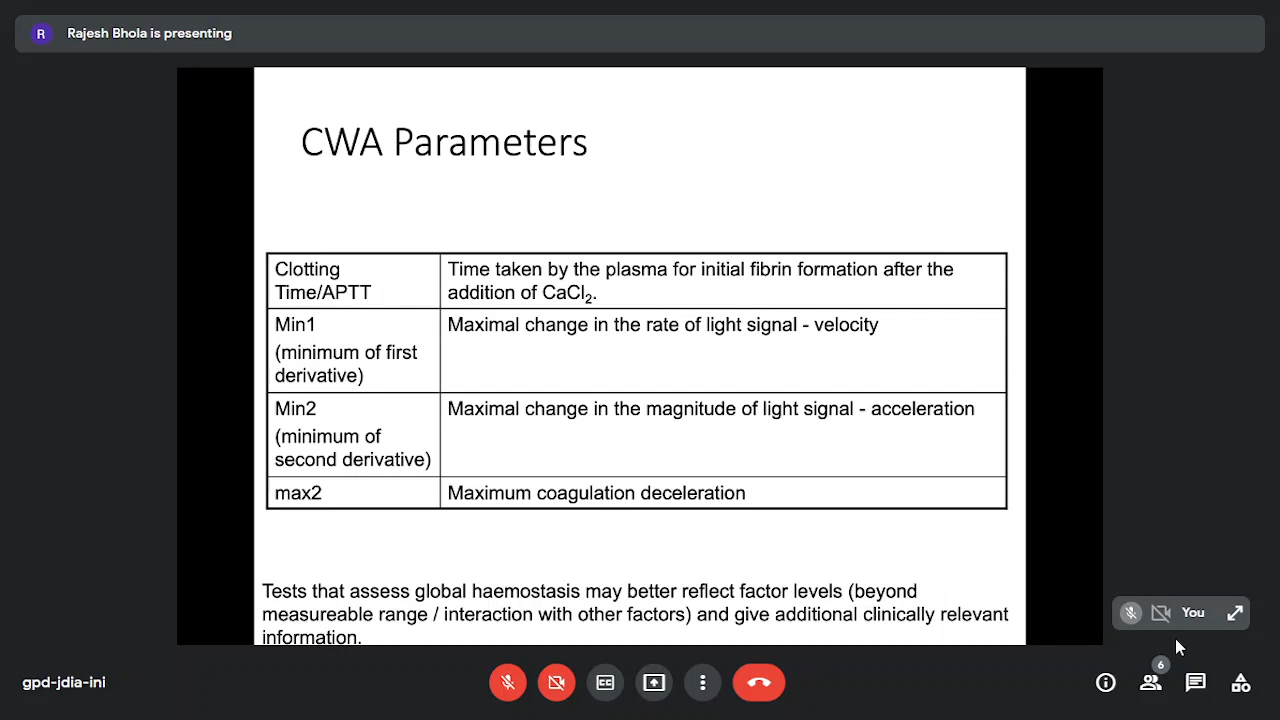 R Rajesh Bhola is presenting
CWA Parameters
Clotting
Time/APTT
Time taken by the plasma for initial fibrin formation after the
addition of CaCl₂.
Min1
(minimum of first
derivative)
Maximal change in the rate of light signal - velocity
Min2
(minimum of
second derivative)
Maximal change in the magnitude of light signal - acceleration
max2
Maximum coagulation deceleration
Tests that assess global haemostasis may better reflect factor levels (beyond
measureable range / interaction with other factors) and give additional clinically relevant
information.
You
6
gpd-jdia-ini
CC